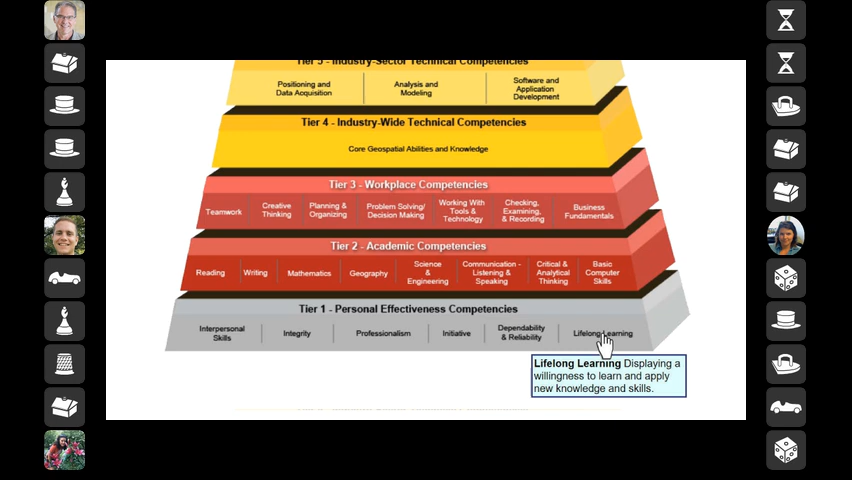 Tier 5 - Industry-Sector Technical Competencies
Positioning and
Data Acquisition
Analysis and
Modeling
Software and
Application
Development
Tier 4 - Industry-Wide Technical Competencies
Core Geospatial Abilities and Knowledge
Tier 3 - Workplace Competencies
Teamwork
Creative
Thinking
Planning &
Organizing
Problem Solving/
Decision Making
Working With
Tools &
Technology
Checking,
Examining,
& Recording
Business
Fundamentals
Tier 2 - Academic Competencies
Reading
Writing
Mathematics
Geography
Science
&
Engineering
Communication -
Listening &
Speaking
Critical &
Analytical
Thinking
Basic
Computer
Skills
Tier 1 - Personal Effectiveness Competencies
Interpersonal
Skills
Integrity
Professionalism
Initiative
Dependability
& Reliability
Lifelong Learning
Lifelong Learning Displaying a
willingness to learn and apply
new knowledge and skills.